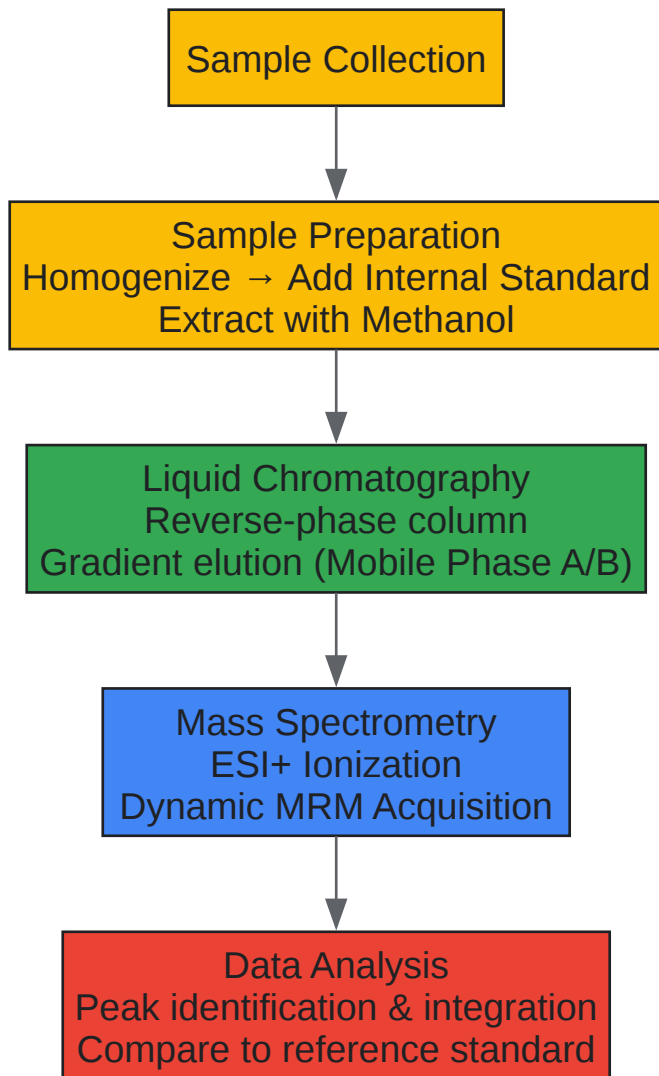 Sample Collection
Sample Preparation
Homogenize → Add Internal Standard
Extract with Methanol
Liquid Chromatography
Reverse-phase column
Gradient elution (Mobile Phase A/B)
Mass Spectrometry
ESI+ Ionization
Dynamic MRM Acquisition
Data Analysis
Peak identification & integration
Compare to reference standard